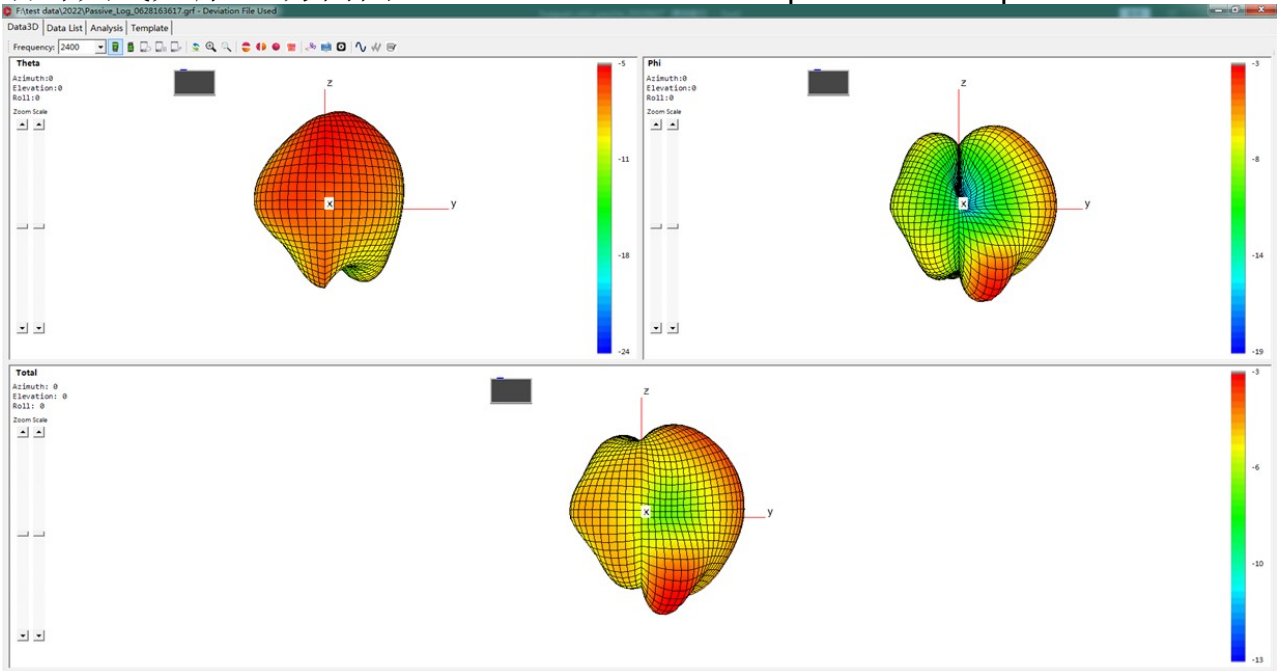 F:\test data\2022\Passive_Log_0628163617.grf - Deviation File Used
Data3D Data List Analysis Template
Frequency: 2400
Theta
Azimuth:0
Elevation:0
Roll:0
Zoom Scale
z
x
y
-5
-11
-18
-24
Phi
Azimuth:0
Elevation:0
Roll:0
Zoom Scale
z
x
y
-3
-8
-14
-19
Total
Azimuth: 0
Elevation: 0
Roll: 0
Zoom Scale
z
x
y
-3
-6
-10
-13